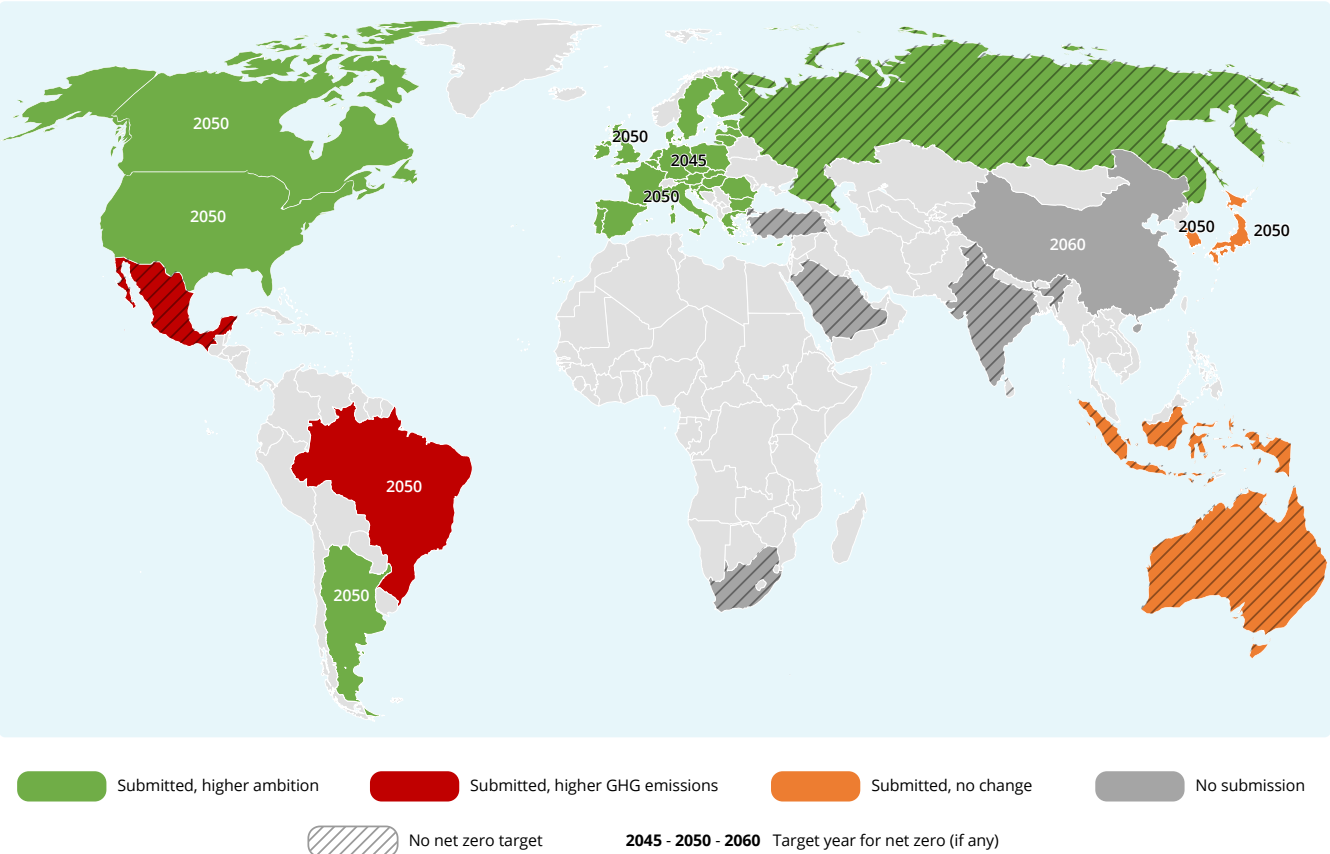 2050
2050
2045
2050
2050
2050
2050
2060
2050
2050
Submitted, higher ambition
Submitted, higher GHG emissions
Submitted, no change
No submission
No net zero target
2045 - 2050 - 2060 Target year for net zero (if any)